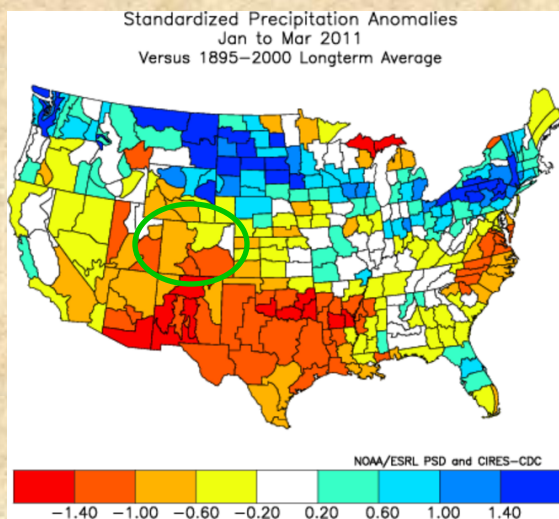 Standardized Precipitation Anomalies
Jan to Mar 2011
Versus 1895-2000 Longterm Average
NOAA/ESRL PSD and CIRES-CDC
-1.40 -1.00 -0.60 -0.20 0.20 0.60 1.00 1.40